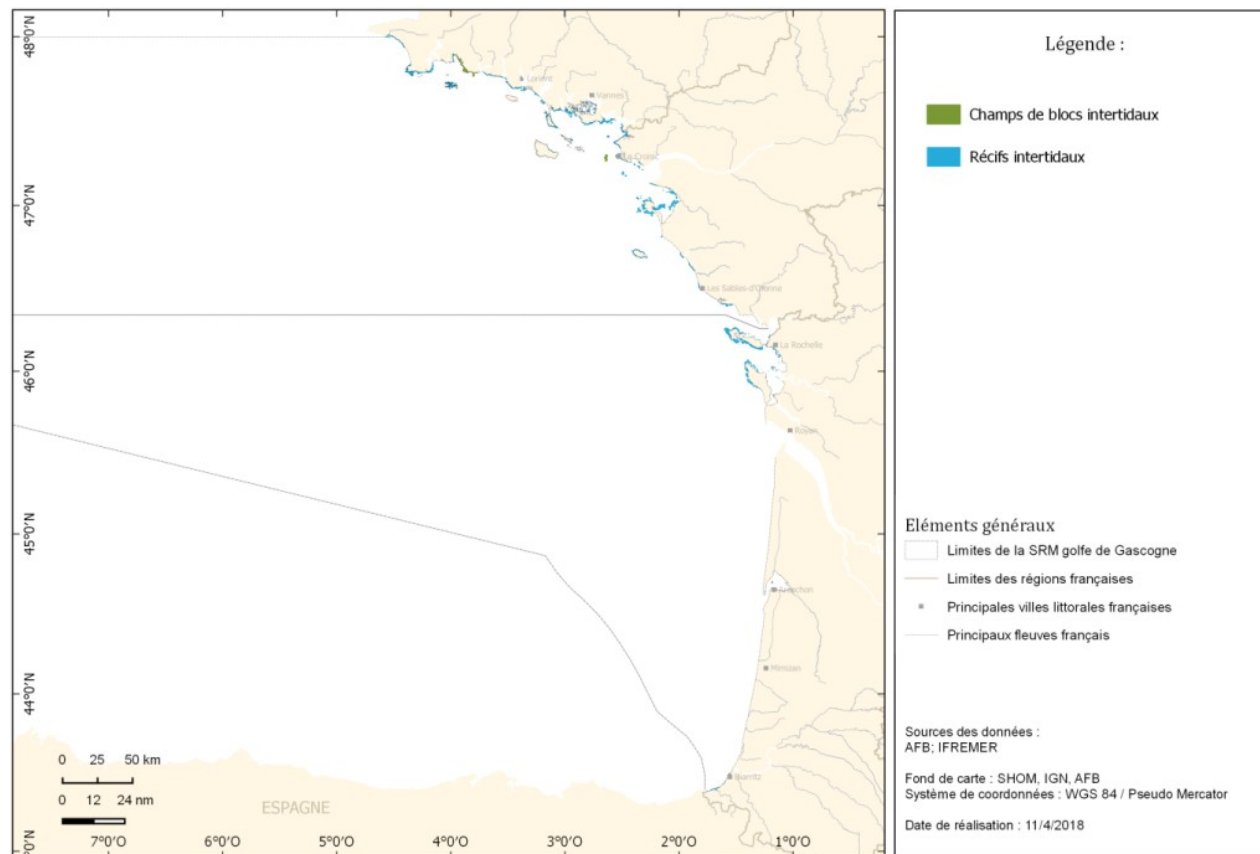 48°0'N
47°0'N
46°0'N
45°0'N
44°0'N
Lorient
Vannes
Le Croisic
Les Sables-d'Olonne
La Rochelle
Royan
Arcachon
Mimizan
Biarritz
ESPAGNE
0 25 50 km
0 12 24 nm
7°0'O 6°0'O 5°0'O 4°0'O 3°0'O 2°0'O 1°0'O
Légende :
Champs de blocs intertidaux
Récifs intertidaux
Eléments généraux
Limites de la SRM golfe de Gascogne
Limites des régions françaises
Principales villes littorales françaises
Principaux fleuves français
Sources des données :
AFB; IFREMER
Fond de carte : SHOM, IGN, AFB
Système de coordonnées : WGS 84 / Pseudo Mercator
Date de réalisation : 11/4/2018